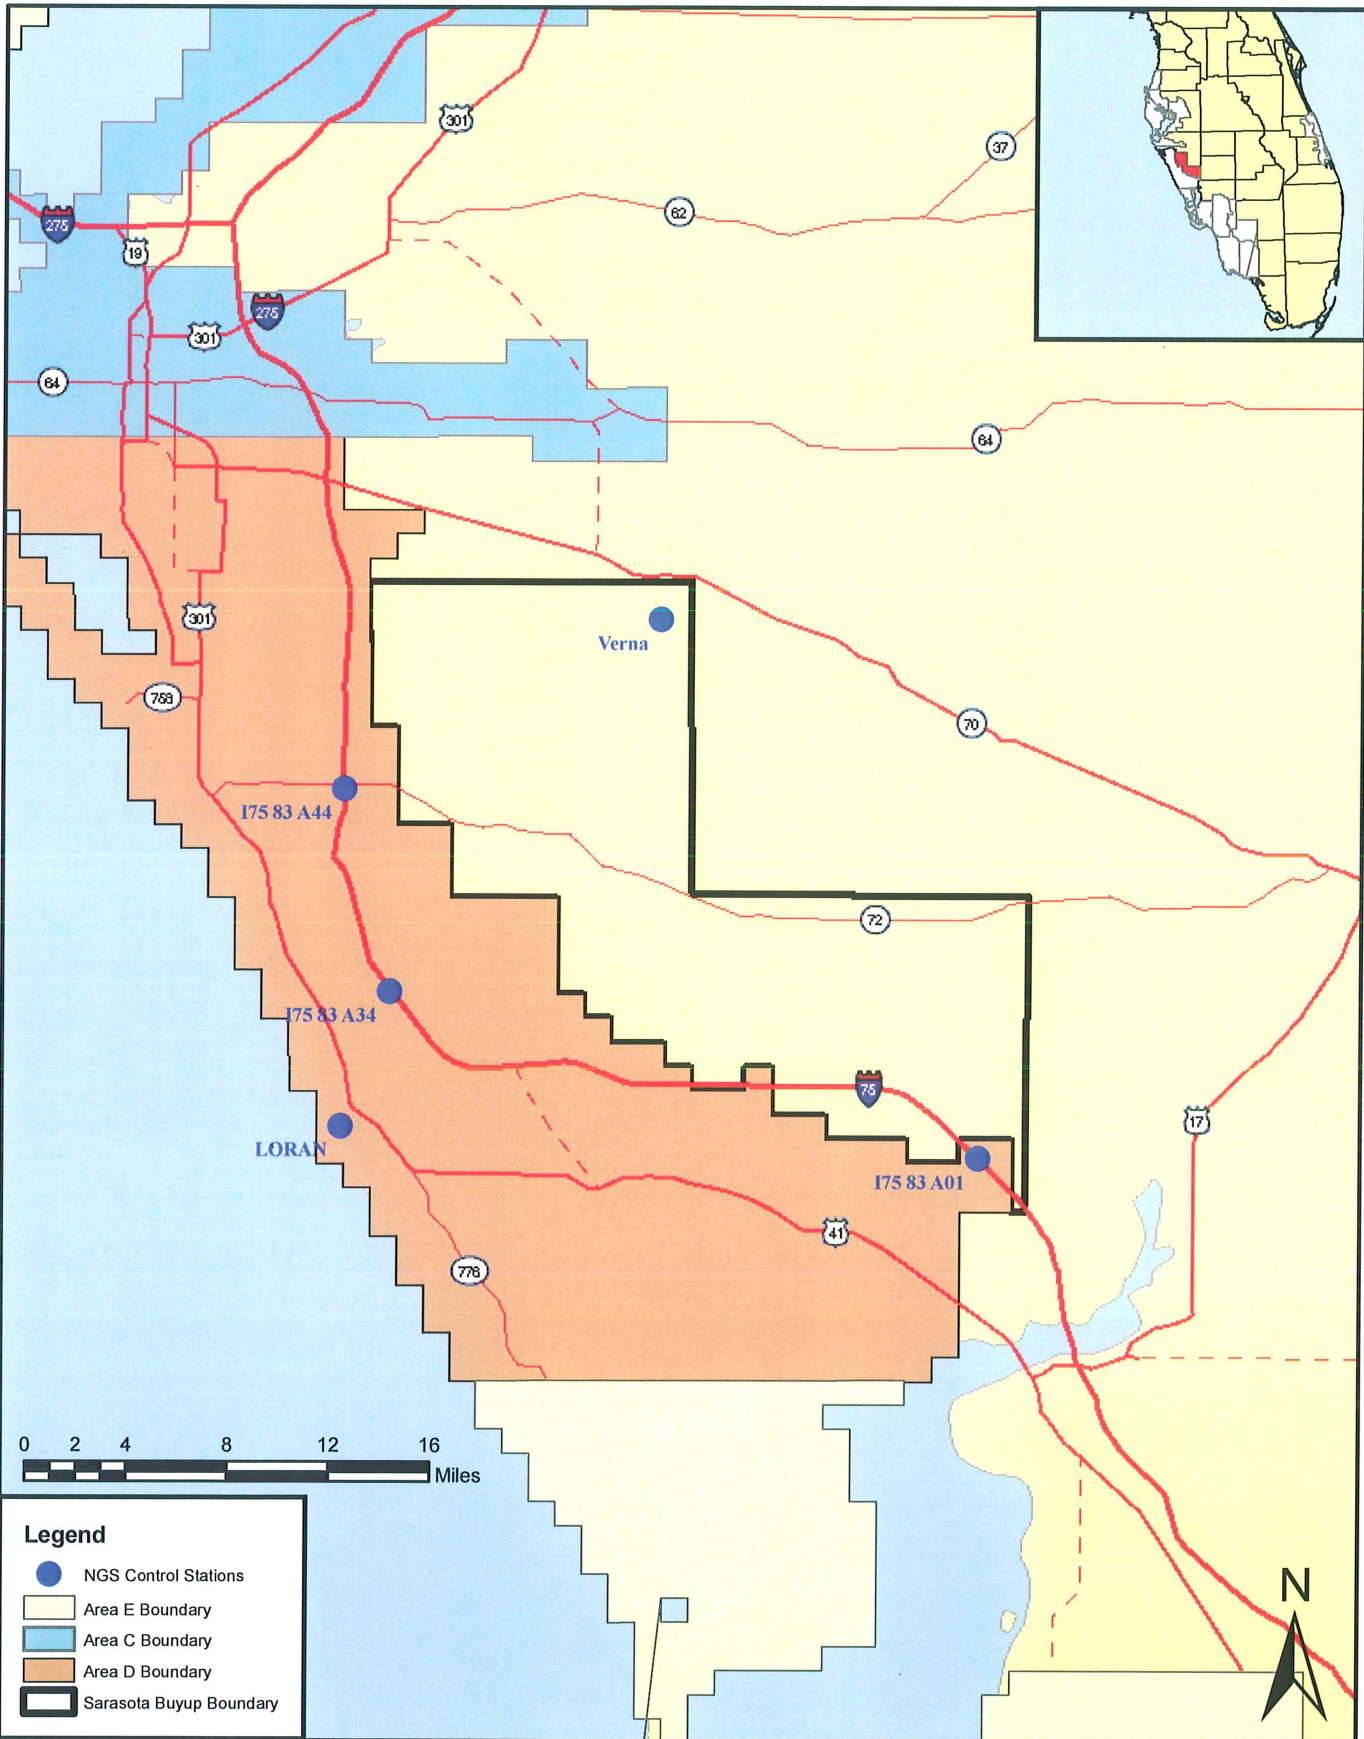 301
37
62
275
19
275
301
64
64
301
Verna
758
70
I75 83 A44
72
I75 83 A34
75
17
LORAN
I75 83 A01
41
776
0 2 4 8 12 16
Miles
N
Legend
NGS Control Stations
Area E Boundary
Area C Boundary
Area D Boundary
Sarasota Buyup Boundary